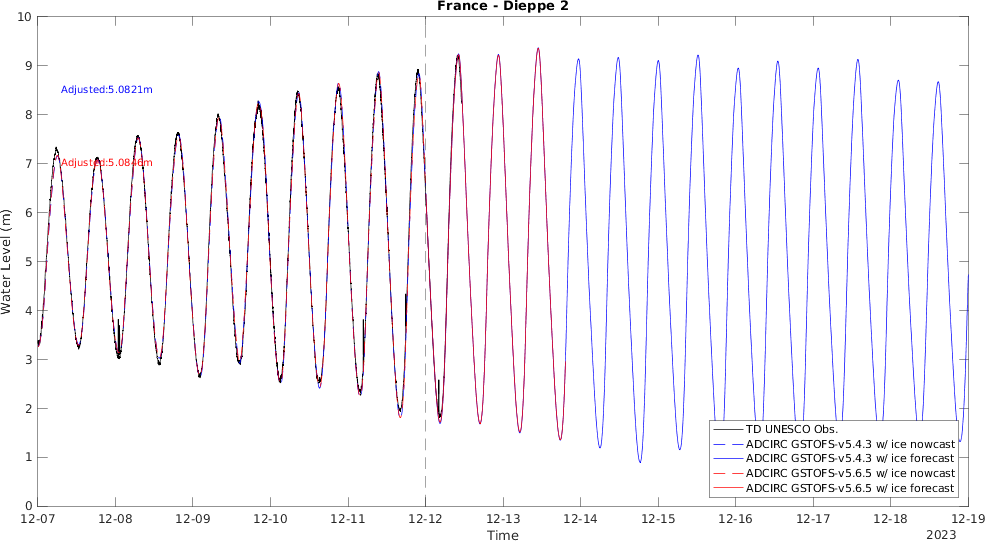 France - Dieppe 2
10
9
8
7
6
5
4
3
2
1
0
Water Level (m)
Adjusted:5.0821m
Adjusted:5.0846m
TD UNESCO Obs.
ADCIRC GSTOFS-v5.4.3 w/ ice nowcast
ADCIRC GSTOFS-v5.4.3 w/ ice forecast
ADCIRC GSTOFS-v5.6.5 w/ ice nowcast
ADCIRC GSTOFS-v5.6.5 w/ ice forecast
12-07 12-08 12-09 12-10 12-11 12-12 12-13 12-14 12-15 12-16 12-17 12-18 12-19
Time
2023